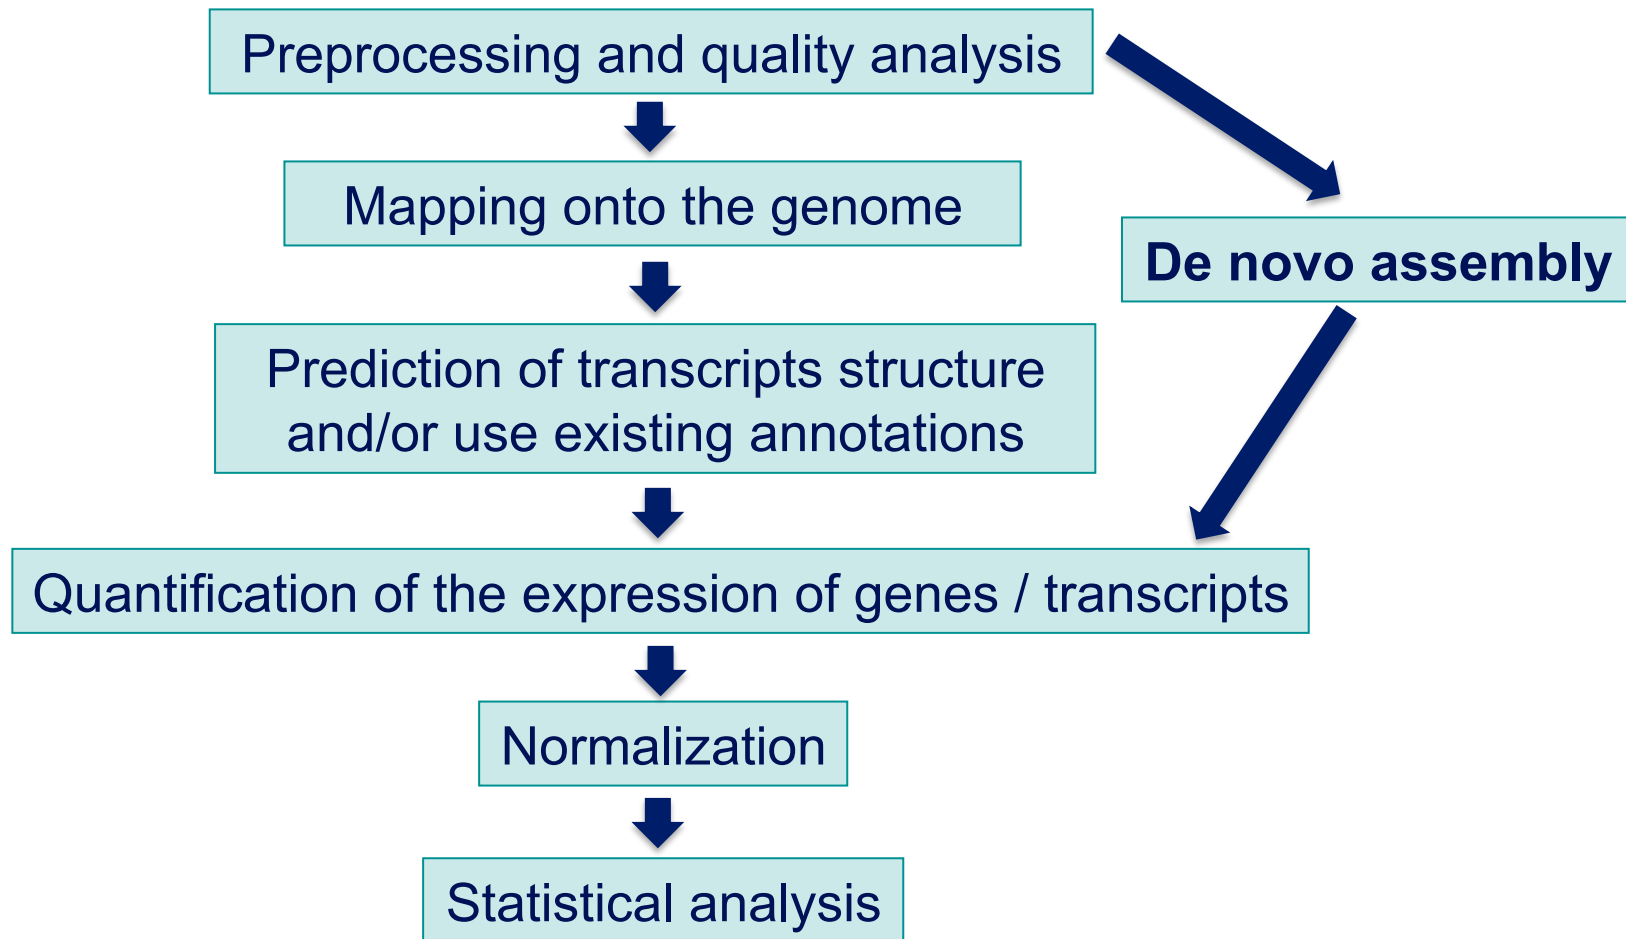 Preprocessing and quality analysis
Mapping onto the genome
De novo assembly
Prediction of transcripts structure
and/or use existing annotations
Quantification of the expression of genes / transcripts
Normalization
Statistical analysis